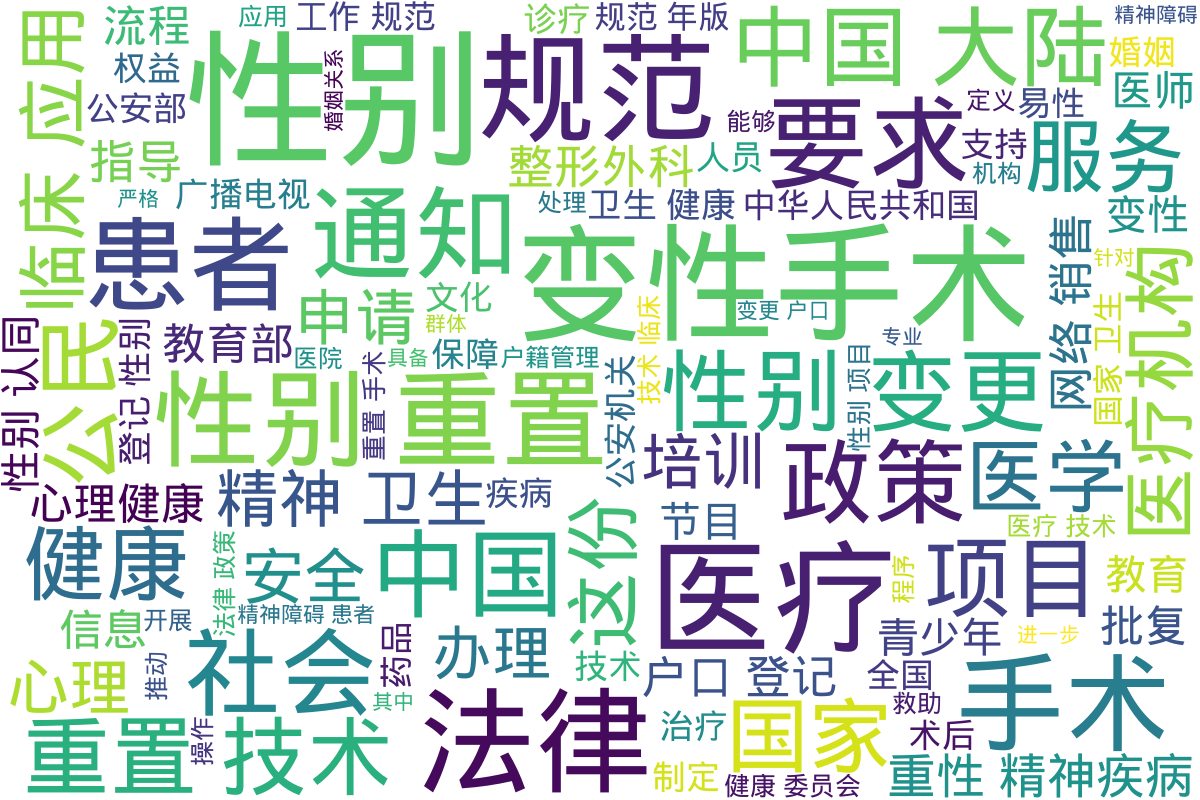 流程
应用
工作 规范
诊疗
规范 年版
中国 大陆
精神障碍
应用
权益
性别
婚姻关系
规范
婚姻
公安部
要求
定义
易性
医师
能够
指导
整形外科
人员
支持
服务
机构
临床
严格
广播电视
通知
处理
卫生 健康
中华人民共和国
变性
患者
变性手术
网络 销售
针对
医疗机构
申请
文化
群体
临床
技术
变更 户口
国家 卫生
公民
性别 认同
登记 性别
教育部
医院
重置 手术
具备
保障
户籍管理
公安机关
性别 变更
性别 项目
专业
性别 重置
培训
政策
医学
心理健康
精神
卫生
疾病
这份
节目
医疗 技术
健康
法律 政策
安全
中国
医疗
程序
项目
教育
信息
开展
精神障碍 患者
青少年
进一步
批复
心理
推动
社会
药品
办理
技术
户口 登记
全国
手术
其中
救助
重置 技术
操作
法律
治疗
国家
术后
制定
健康 委员会
重性 精神疾病